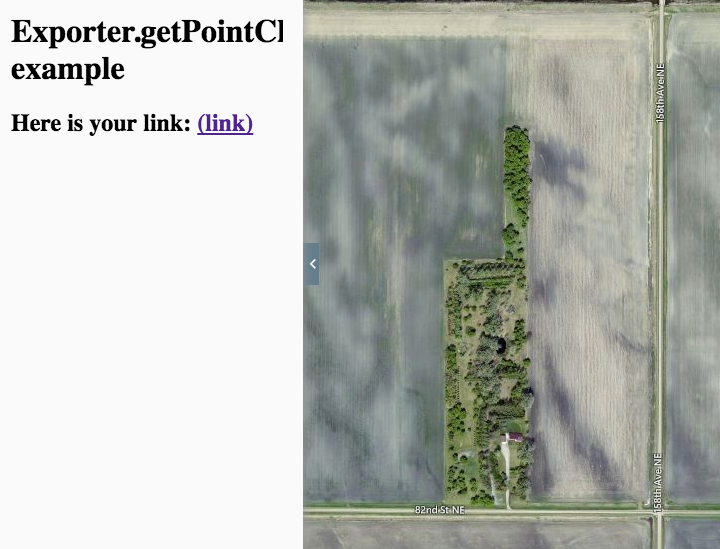 Exporter.getPointCl
example
Here is your link: (link)
158th Ave NE
158th Ave NE
82nd St NE